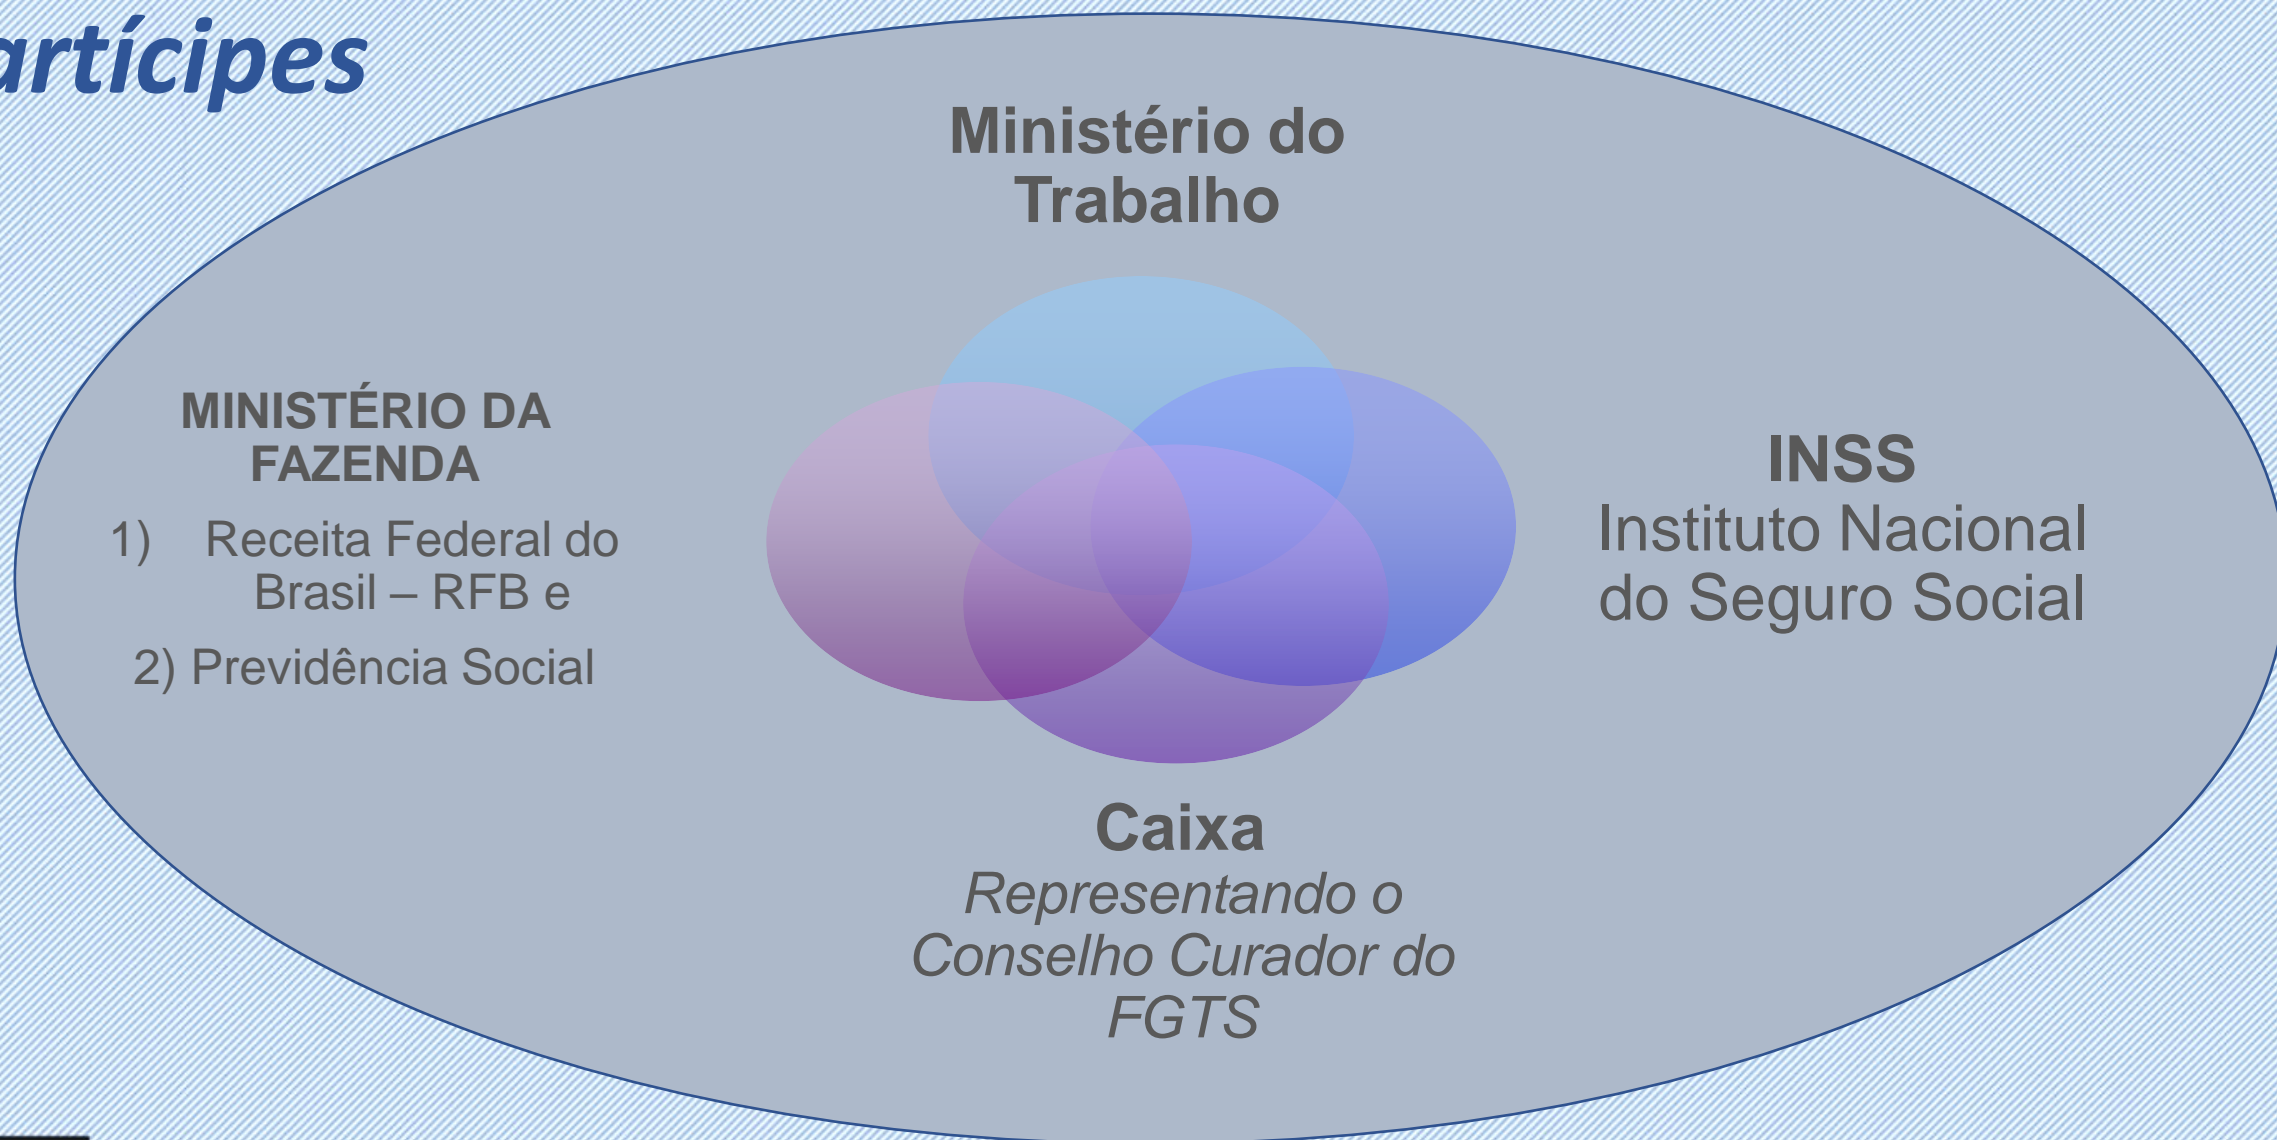 artícipes
Ministério do
Trabalho
MINISTÉRIO DA
FAZENDA
1) Receita Federal do
Brasil – RFB e
2) Previdência Social
INSS
Instituto Nacional
do Seguro Social
Caixa
Representando o
Conselho Curador do
FGTS